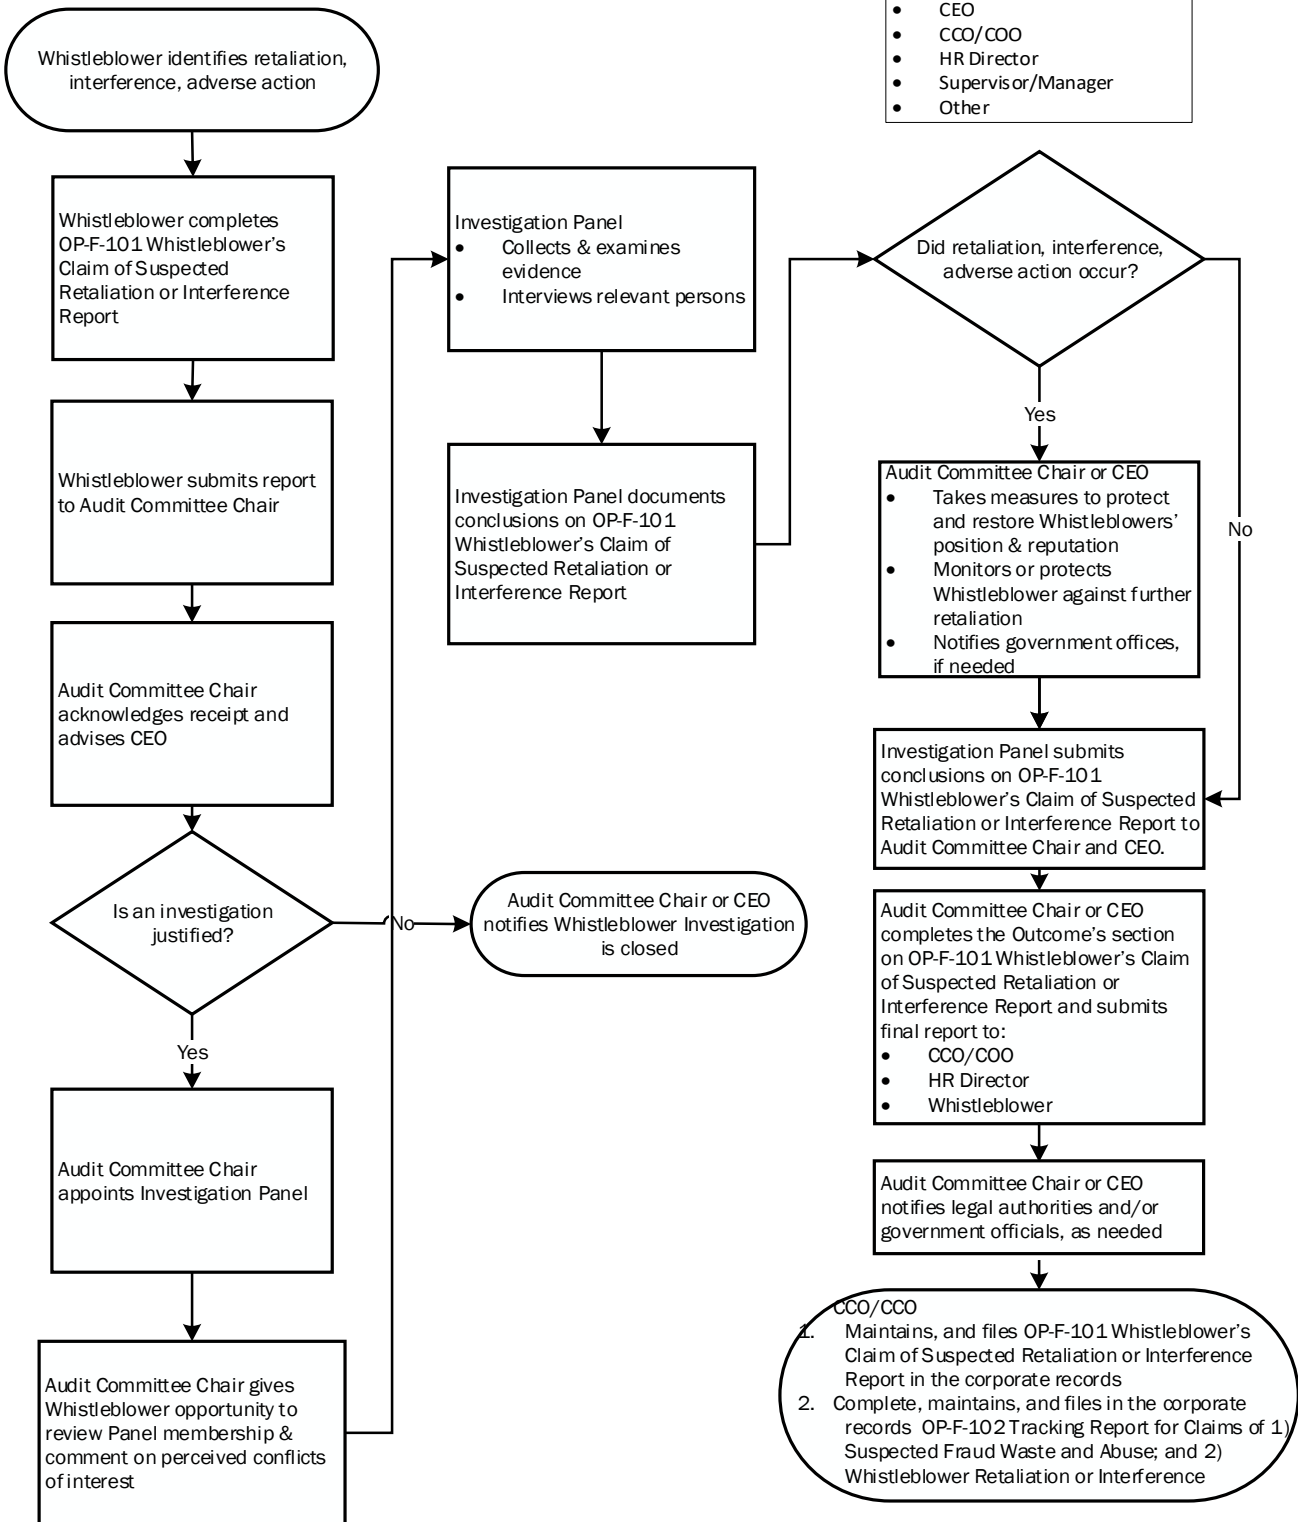 Whistleblower identifies retaliation,
interference, adverse action
Whistleblower completes
OP-F-101 Whistleblower's
Claim of Suspected
Retaliation or Interference
Report
Whistleblower submits report
to Audit Committee Chair
Audit Committee Chair
acknowledges receipt and
advises CEO
Is an investigation
justified?
No
Audit Committee Chair or CEO
notifies Whistleblower Investigation
is closed
Yes
Audit Committee Chair
appoints Investigation Panel
Audit Committee Chair gives
Whistleblower opportunity to
review Panel membership &
comment on perceived conflicts
of interest
Investigation Panel
• Collects & examines
evidence
• Interviews relevant persons
Investigation Panel documents
conclusions on OP-F-101
Whistleblower's Claim of
Suspected Retaliation or
Interference Report
• CEO
• CCO/COO
• HR Director
• Supervisor/Manager
• Other
Did retaliation, interference,
adverse action occur?
Yes
No
Audit Committee Chair or CEO
• Takes measures to protect
and restore Whistleblowers'
position & reputation
• Monitors or protects
Whistleblower against further
retaliation
• Notifies government offices,
if needed
Investigation Panel submits
conclusions on OP-F-101
Whistleblower's Claim of Suspected
Retaliation or Interference Report to
Audit Committee Chair and CEO.
Audit Committee Chair or CEO
completes the Outcome's section
on OP-F-101 Whistleblower's Claim
of Suspected Retaliation or
Interference Report and submits
final report to:
• CCO/COO
• HR Director
• Whistleblower
Audit Committee Chair or CEO
notifies legal authorities and/or
government officials, as needed
CCO/CCO
1. Maintains, and files OP-F-101 Whistleblower's
Claim of Suspected Retaliation or Interference
Report in the corporate records
2. Complete, maintains, and files in the corporate
records OP-F-102 Tracking Report for Claims of 1)
Suspected Fraud Waste and Abuse; and 2)
Whistleblower Retaliation or Interference